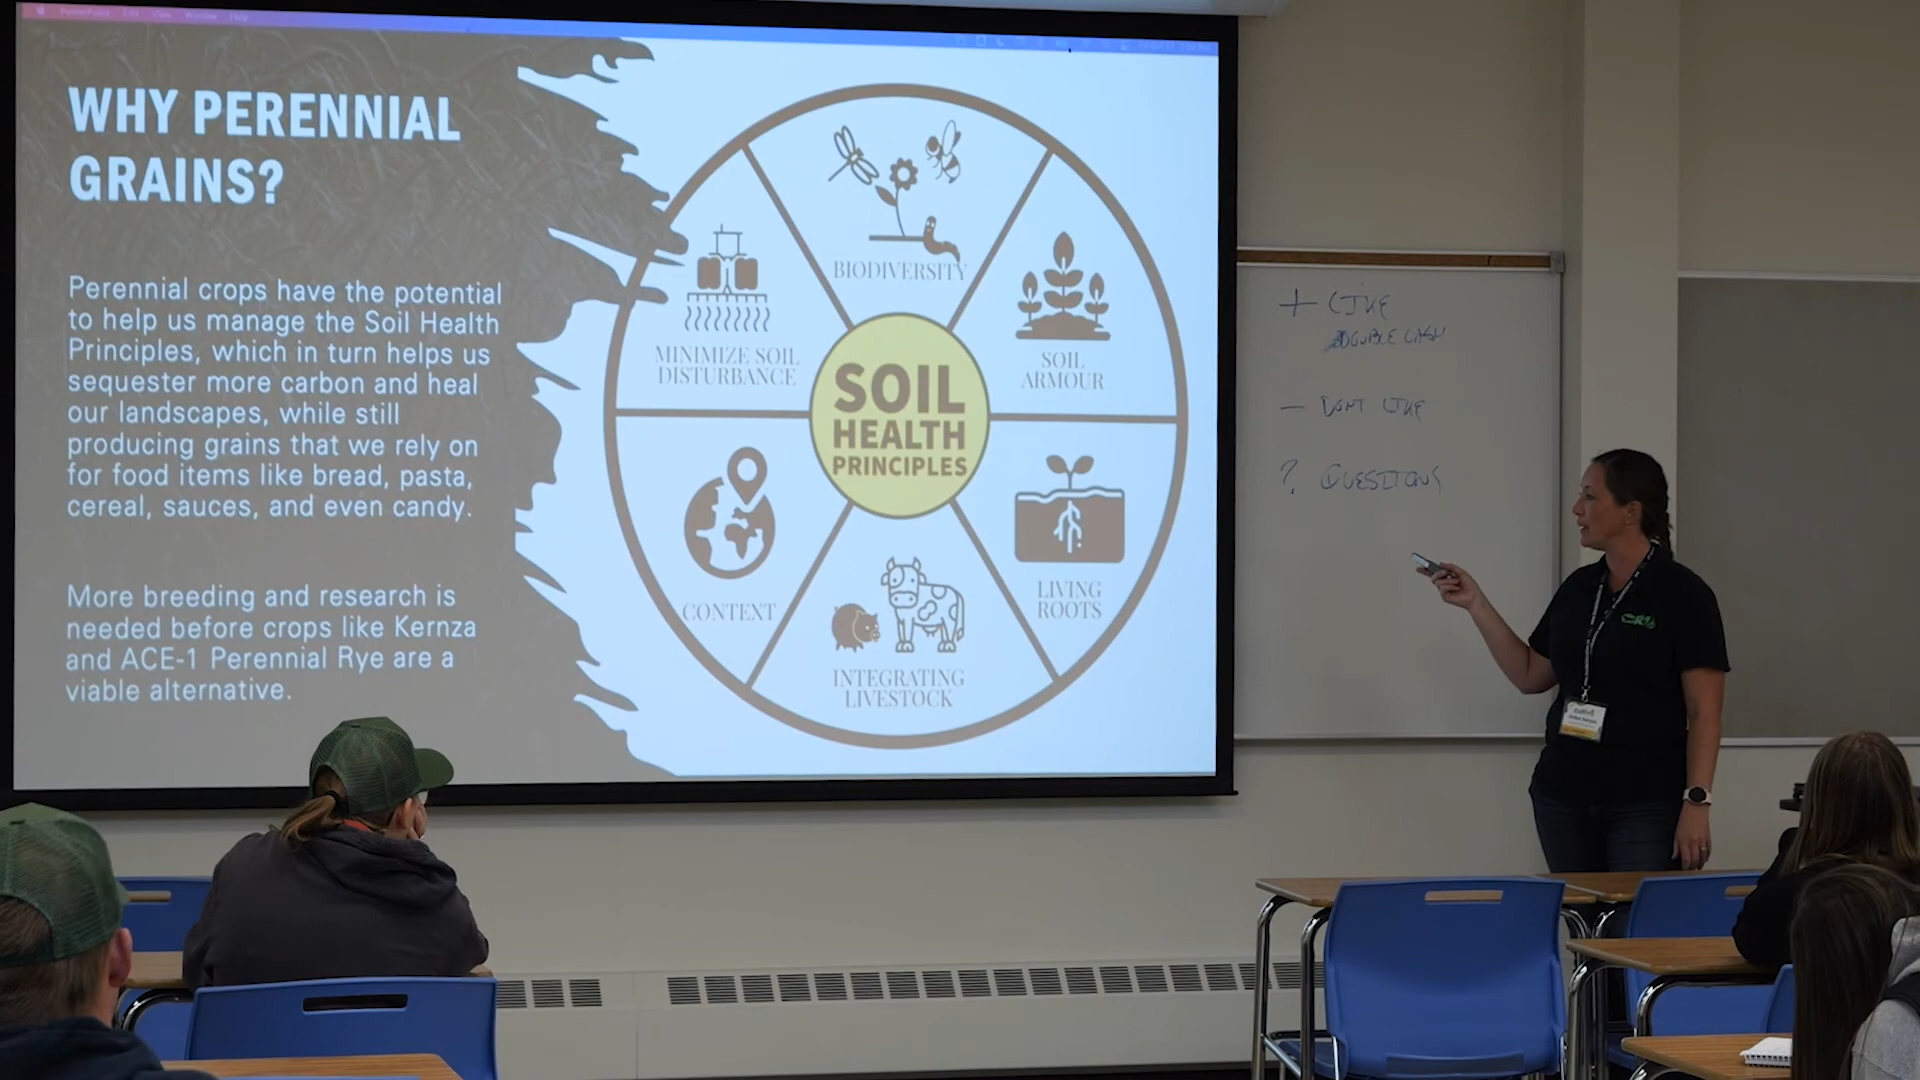 WHY PERENNIAL
GRAINS?
Perennial crops have the potential
to help us manage the Soil Health
Principles, which in turn helps us
sequester more carbon and heal
our landscapes, while still
producing grains that we rely on
for food items like bread, pasta,
cereal, sauces, and even candy.
More breeding and research is
needed before crops like Kernza
and ACE-1 Perennial Rye are a
viable alternative.
BIODIVERSITY
MINIMIZE SOIL
DISTURBANCE
SOIL
ARMOUR
SOIL
HEALTH
PRINCIPLES
CONTEXT
LIVING
ROOTS
INTEGRATING
LIVESTOCK
+ LIKE
DOUBLE CASH
— DONT LIKE
? QUESTIONS